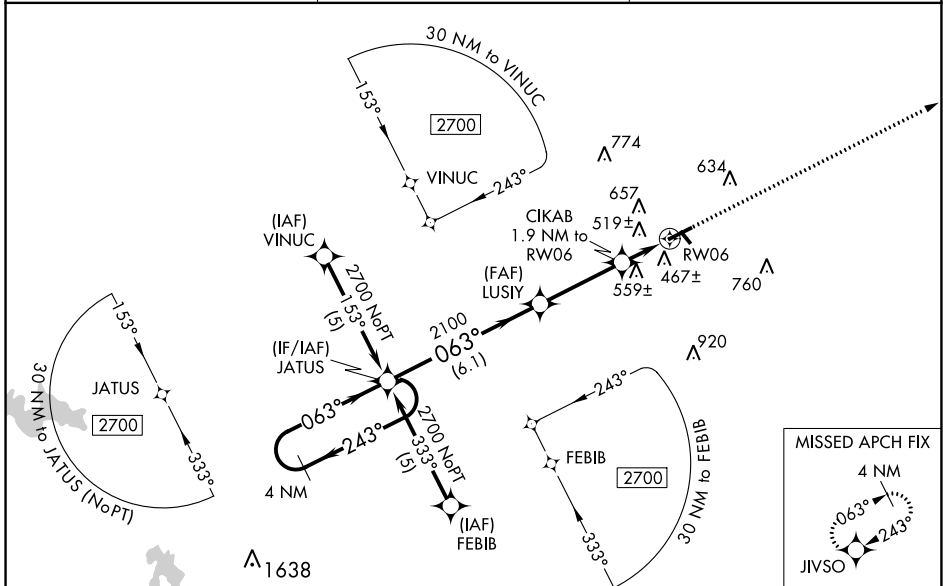 30 NM to VINUC
153°
2700
VINUC
243°
774
634
657
519±
CIKAB
1.9 NM to
RW06
RW06
467±
559±
760
(IAF)
VINUC
2700 NoPT
153°
(5)
(FAF)
LUSIY
2100
063°
(6.1)
(IF/IAF)
JATUS
920
153°
JATUS
2700
333°
30 NM to JATUS (NoPT)
063°
243°
4 NM
2700 NoPT
333°
(5)
(IAF)
FEBIB
243°
FEBIB
2700
333°
30 NM to FEBIB
1638
MISSED APCH FIX
4 NM
063°
243°
JIVSO